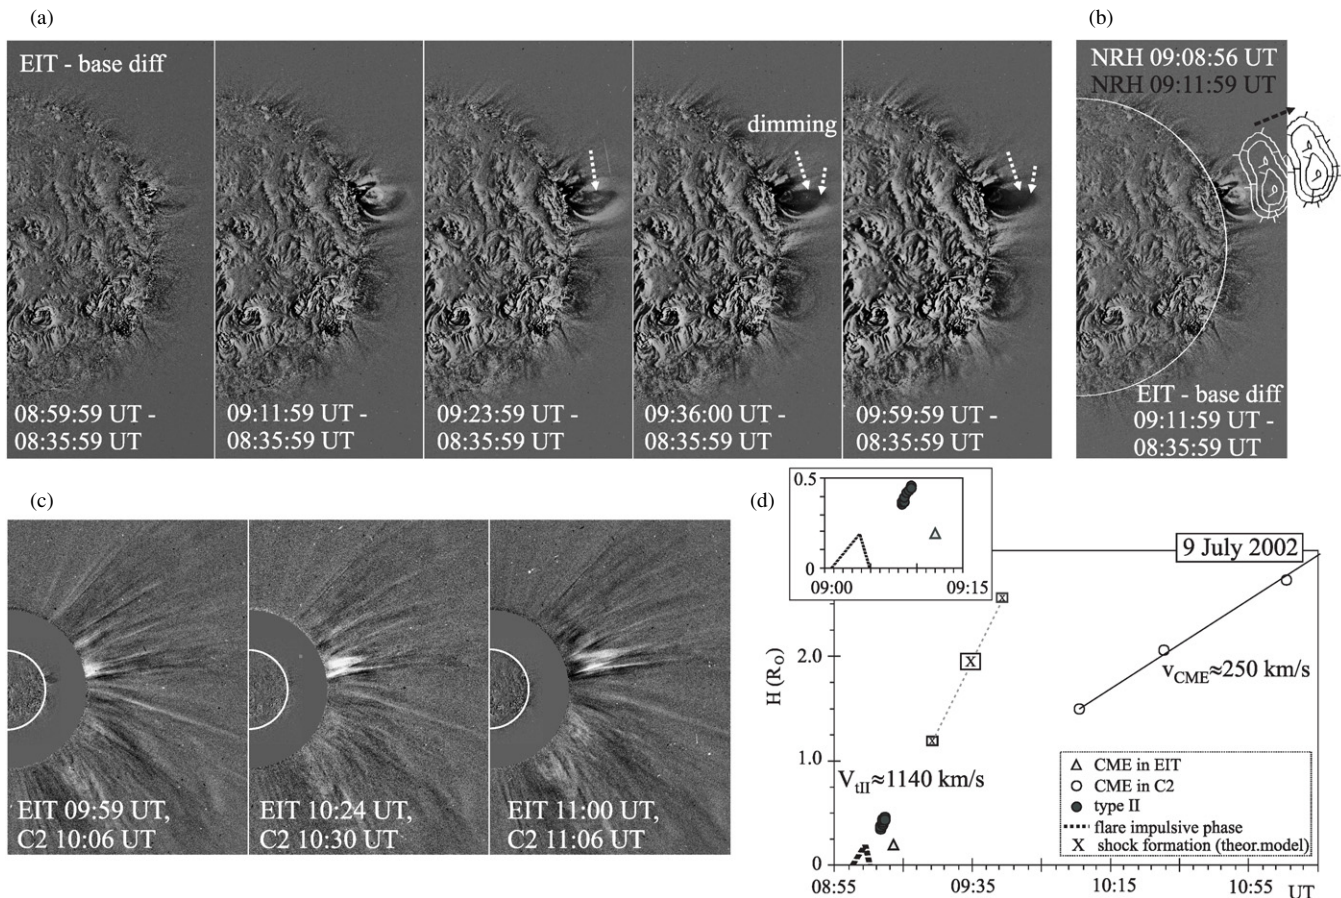 (a)
(b)
EIT - base diff
dimming
08:59:59 UT -
08:35:59 UT
09:11:59 UT -
08:35:59 UT
09:23:59 UT -
08:35:59 UT
09:36:00 UT -
08:35:59 UT
09:59:59 UT -
08:35:59 UT
NRH 09:08:56 UT
NRH 09:11:59 UT
EIT - base diff
09:11:59 UT -
08:35:59 UT
(c)
EIT 09:59 UT,
C2 10:06 UT
EIT 10:24 UT,
C2 10:30 UT
EIT 11:00 UT,
C2 11:06 UT
(d)
0.5
0
09:00
09:15
9 July 2002
H (R_O)
2.0
1.0
0
v_CME≈250 km/s
V_tII≈1140 km/s
X
X
X
CME in EIT
CME in C2
type II
flare impulsive phase
X shock formation (theor.model)
08:55
09:35
10:15
10:55
UT